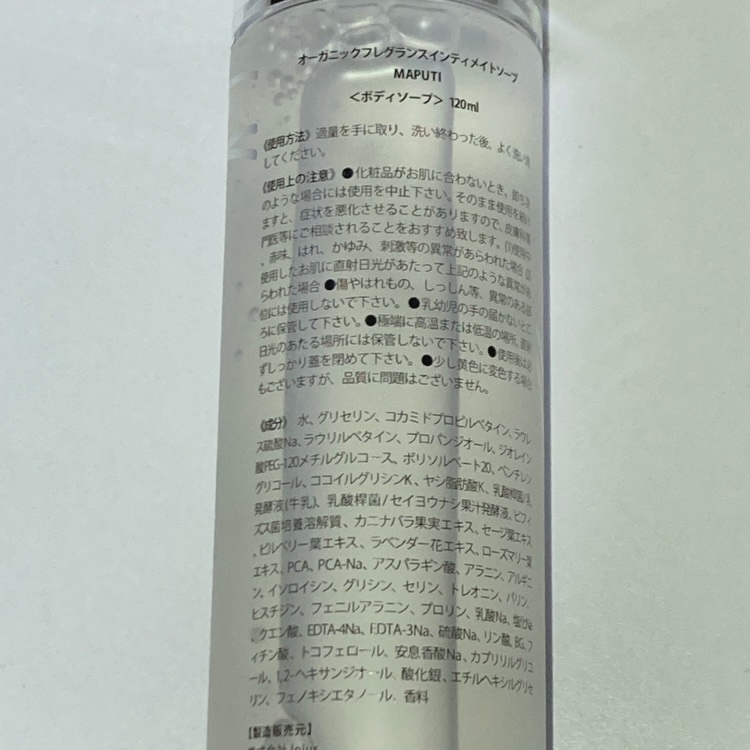 オーガニックフレグランスインティメイトソープ
MAPUTI
＜ボディソープ＞ 120ml
《使用方法》適量を手に取り、洗い終わった後、よく洗い流
してください。
《使用上の注意》●化粧品がお肌に合わないとき、即ち次
のような場合には使用を中止下さい。そのまま使用を続け
ますと、症状を悪化させることがありますので、皮膚科専
門医等にご相談されることをおすすめ致します。(1)使用中
、赤味、はれ、かゆみ、刺激等の異常があらわれた場合 (2)
使用したお肌に直射日光があたって上記のような異常があ
らわれた場合 ●傷やはれもの、しっしん等、異常のある部
位には使用しないで下さい。●乳幼児の手の届かないとこ
ろに保管して下さい。●極端に高温または低温の場所、直射
日光のあたる場所には保管しないで下さい。●使用後は必
ずしっかり蓋を閉めて下さい。●少し黄色に変色する場合
もございますが、品質に問題はございません。
《成分》 水、グリセリン、コカミドプロピルベタイン、ラウレ
ス硫酸Na、ラウリルベタイン、プロパンジオール、ジオレイン
酸PEG-120メチルグルコース、ポリソルベート20、ペンチレン
グリコール、ココイルグリシンK、ヤシ脂肪酸K、乳酸桿菌/乳
発酵液(牛乳)、乳酸桿菌/セイヨウナシ果汁発酵液、ビフィ
ズス菌培養溶解質、カニナバラ果実エキス、セージ葉エキス
、ビルベリー葉エキス、ラベンダー花エキス、ローズマリー葉
エキス、PCA、PCA-Na、アスパラギン酸、アラニン、アルギニ
ン、イソロイシン、グリシン、セリン、トレオニン、バリン、
ヒスチジン、フェニルアラニン、プロリン、乳酸Na、塩化Na
、クエン酸、EDTA-4Na、EDTA-3Na、硫酸Na、リン酸、BG、フ
ィチン酸、トコフェロール、安息香酸Na、カプリリルグリコ
ール、1,2-ヘキサンジオール、酸化銀、エチルヘキシルグリセ
リン、フェノキシエタノール、香料
【製造販売元】